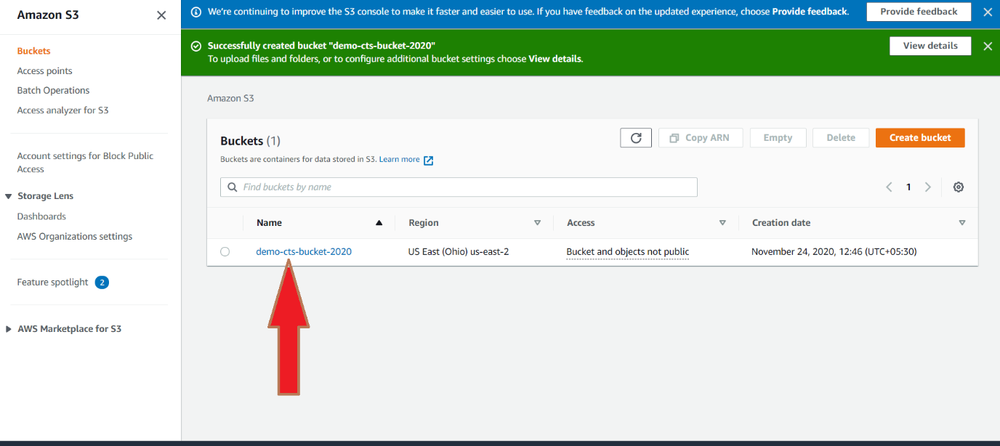 Amazon S3
Buckets
Access points
Batch Operations
Access analyzer for S3
Account settings for Block Public
Access
Storage Lens
Dashboards
AWS Organizations settings
Feature spotlight 2
AWS Marketplace for S3
We're continuing to improve the S3 console to make it faster and easier to use. If you have feedback on the updated experience, choose Provide feedback. Provide feedback
Successfully created bucket "demo-cts-bucket-2020"
To upload files and folders, or to configure additional bucket settings choose View details.
View details
Amazon S3
Buckets (1)
Buckets are containers for data stored in S3. Learn more
Copy ARN Empty Delete Create bucket
Find buckets by name
1
Name Region Access Creation date
demo-cts-bucket-2020 US East (Ohio) us-east-2 Bucket and objects not public November 24, 2020, 12:46 (UTC+05:30)